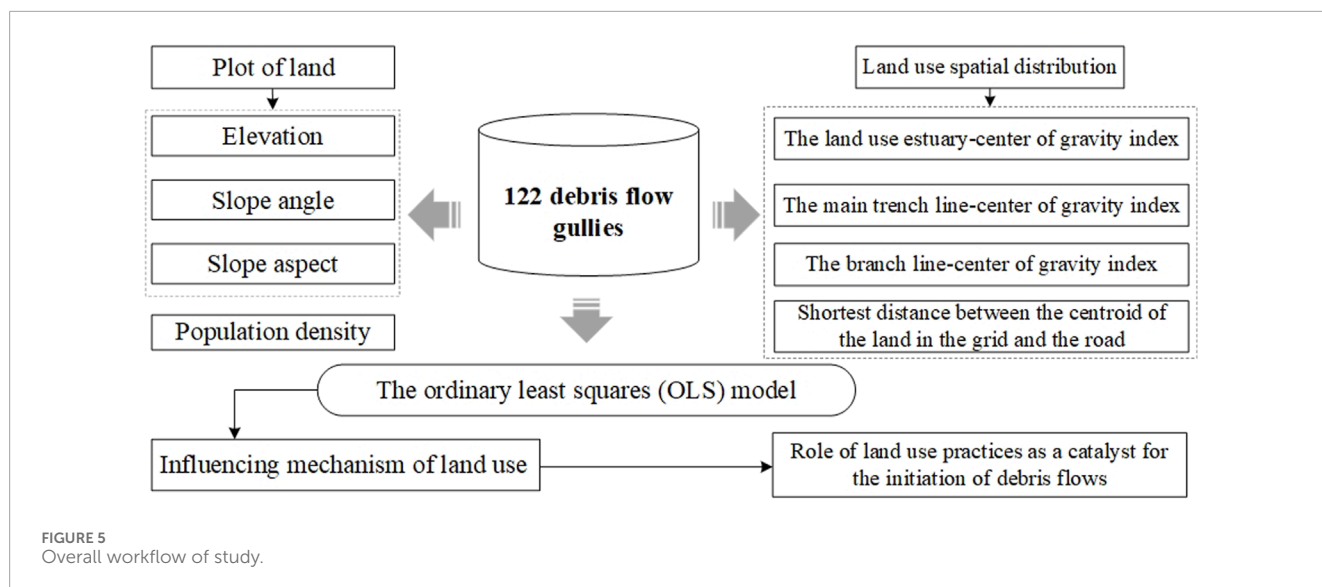 Plot of land
Elevation
Slope angle
Slope aspect
Population density
122 debris flow
gullies
Land use spatial distribution
The land use estuary-center of gravity index
The main trench line-center of gravity index
The branch line-center of gravity index
Shortest distance between the centroid of
the land in the grid and the road
The ordinary least squares (OLS) model
Influencing mechanism of land use
Role of land use practices as a catalyst for
the initiation of debris flows
FIGURE 5
Overall workflow of study.